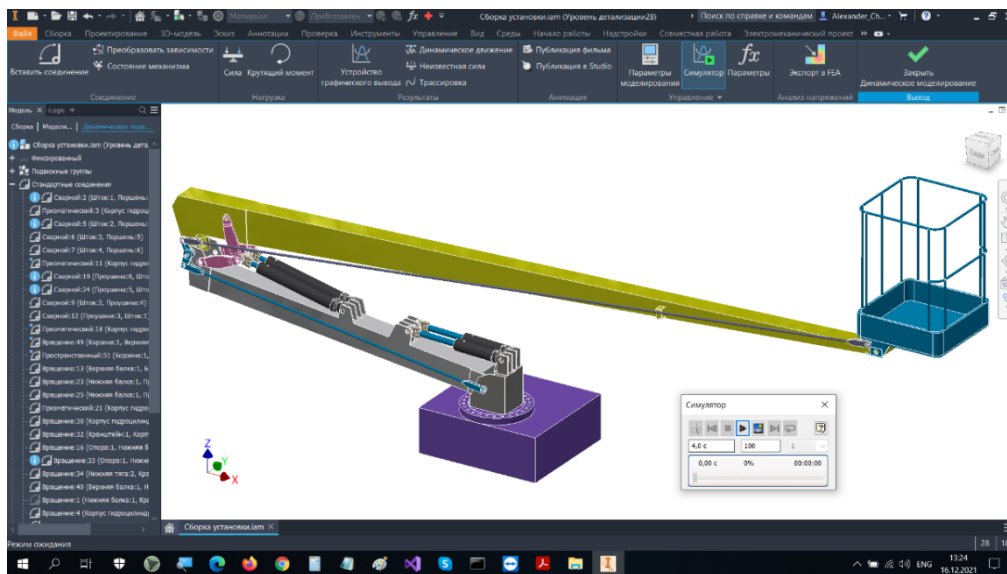 Сборка установки.iam (Уровень детализации28)
Поиск по справке и командам
Alexander_Ch...
Файл Сборка Проектирование 3D-модель Эскиз Аннотации Проверка Инструменты Управление Вид Среды Начало работы Надстройки Совместная работа Электромеханический проект
Вставить соединение
Преобразовать зависимости
Состояние механизма
Сила Крутящий момент
Устройство графического вывода
Динамическое движение
Неизвестная сила
Трассировка
Публикация фильма
Публикация в Studio
Параметры моделирования
Симулятор
Параметры
Экспорт в FEA
Закрыть
Динамическое моделирование
Соединение
Нагрузка
Результаты
Анимация
Управление
Анализ напряжений
Выход
Модель × iLogic +
Сборка | Модели... | Динамическое моде...
Сборка установки.iam (Уровень дета
Фиксированный
Подвижные группы
Стандартные соединения
Сварной:2 (Шток:1, Поршень:
Призматический:3 (Корпус гидроц
Сварной:5 (Шток:2, Поршень:
Сварной:6 (Шток:3, Поршень:5)
Сварной:7 (Шток:4, Поршень:6)
Призматический:11 (Корпус гидро
Сварной:19 (Проушина:6, Што
Сварной:24 (Проушина:5, Што
Сварной:9 (Шток:2, Проушина:4)
Сварной:12 (Проушина:3, Шток:1)
Призматический:18 (Корпус гидро
Вращение:49 (Корзина:1, Верхняя
Пространственный:51 (Корзина:1,
Вращение:13 (Верхняя балка:1, Б
Вращение:23 (Нижняя балка:1, П
Вращение:25 (Нижняя балка:1, П
Призматический:21 (Корпус гидро
Вращение:30 (Корпус гидроцилин
Вращение:32 (Кранштейн:1, Корп
Вращение:16 (Опора:1, Нижняя б
Вращение:33 (Опора:1, Нижня
Вращение:34 (Нижняя тяга:2, Кро
Вращение:40 (Верхняя балка:1, Н
Вращение:1 (Нижняя балка:1, Кра
Вращение:4 (Корпус гидроцилинд
Z
Y
X
Симулятор ×
4,0 с 100 1
0,00 с 0% 00:00:00
Сборка установки.iam ×
Режим ожидания
28
ENG
13:24
16.12.2021